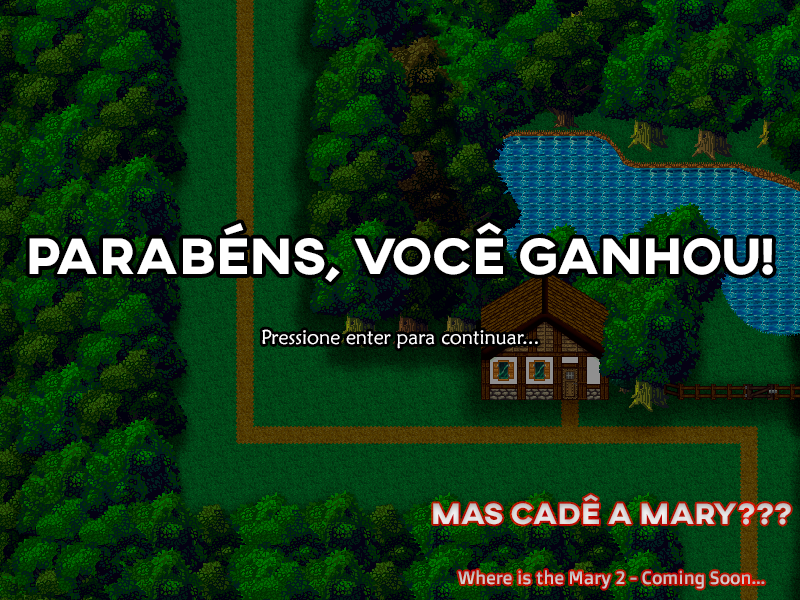 PARABÉNS, VOCÊ GANHOU!
Pressione enter para continuar...
MAS CADÊ A MARY???
Where is the Mary 2 - Coming Soon...